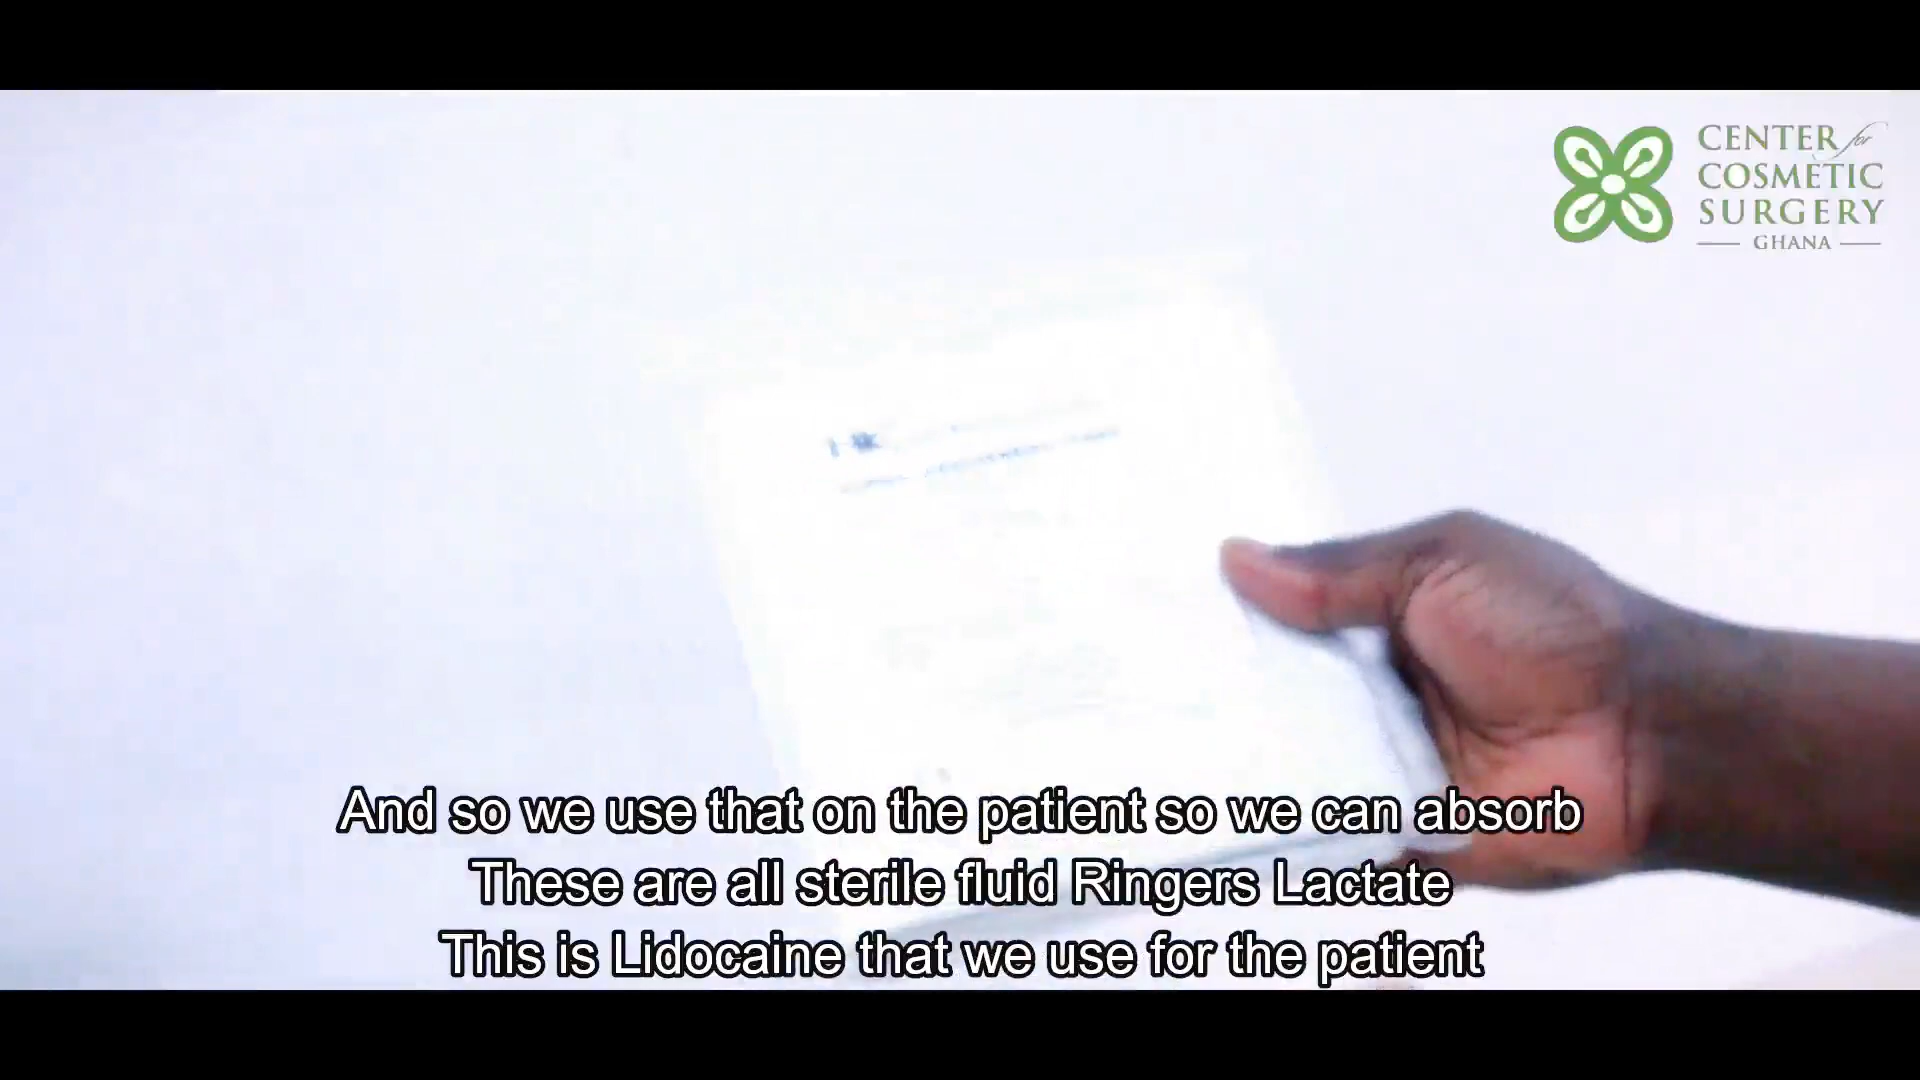 CENTER for
COSMETIC
SURGERY
GHANA
And so we use that on the patient so we can absorb
These are all sterile fluid Ringers Lactate
This is Lidocaine that we use for the patient